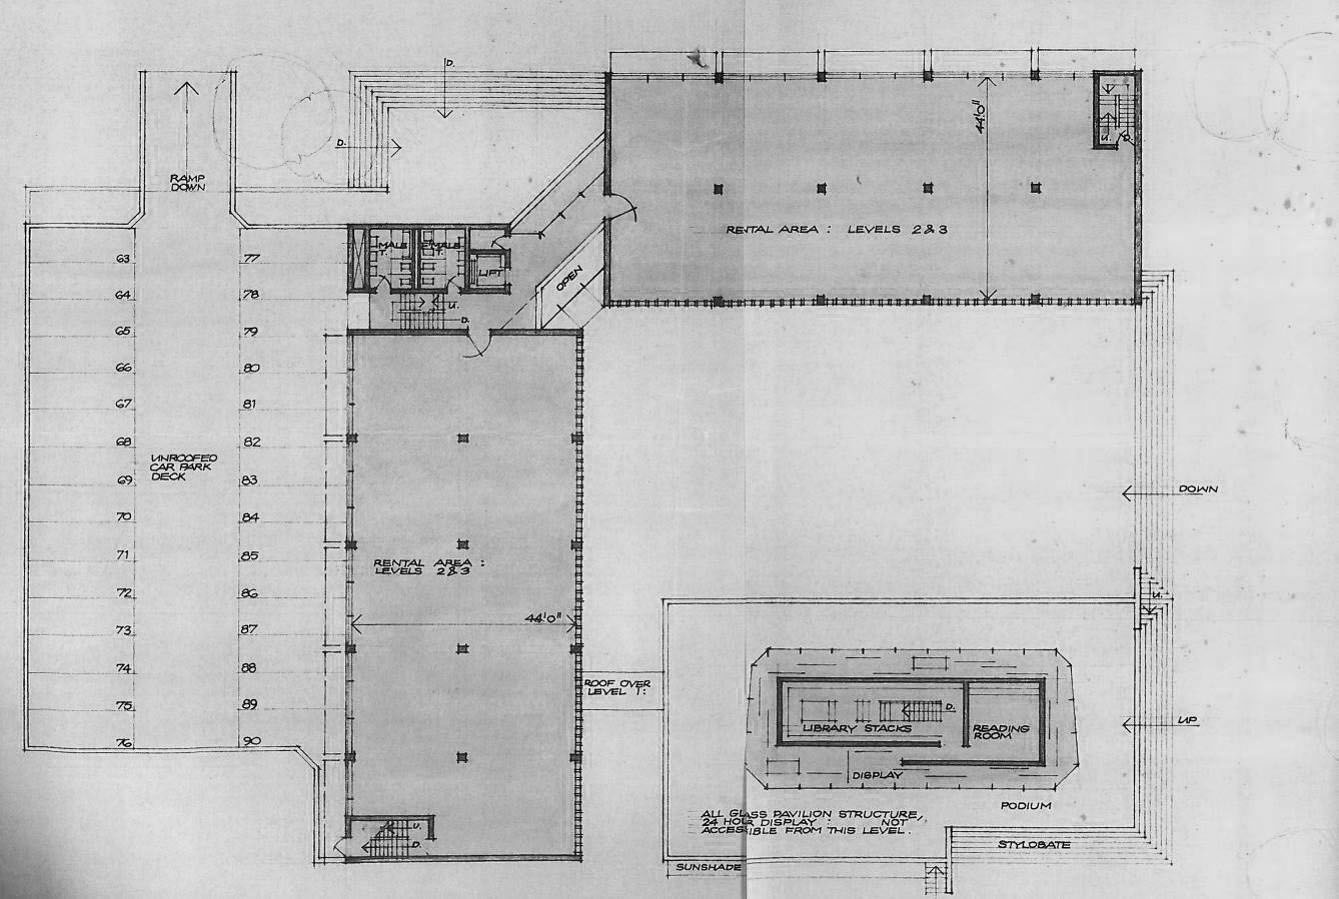 D.
D.
44'0"
U. D.
RAMP
DOWN
RENTAL AREA : LEVELS 2 & 3
MALE
T.
FEMALE
T.
LIFT
OPEN
U.
D.
63 77
64 78
65 79
66 80
67 81
68 82
69 83
70 84
71 85
72 86
73 87
74 88
75 89
76 90
UNROOFED
CAR PARK
DECK
DOWN
RENTAL AREA :
LEVELS 2 & 3
44'0"
U.
ROOF OVER
LEVEL 1:
D.
LIBRARY STACKS
READING
ROOM
UP
DISPLAY
PODIUM
ALL GLASS PAVILION STRUCTURE,
24 HOUR DISPLAY : NOT
ACCESSIBLE FROM THIS LEVEL.
STYLOBATE
U.
D.
SUNSHADE